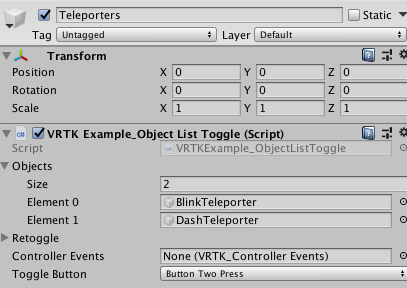 Teleporters Static
Tag Untagged Layer Default
Transform
Position X 0 Y 0 Z 0
Rotation X 0 Y 0 Z 0
Scale X 1 Y 1 Z 1
VRTK Example_Object List Toggle (Script)
Script VRTKExample_ObjectListToggle
Objects
Size 2
Element 0 BlinkTeleporter
Element 1 DashTeleporter
Retoggle
Controller Events None (VRTK_Controller Events)
Toggle Button Button Two Press